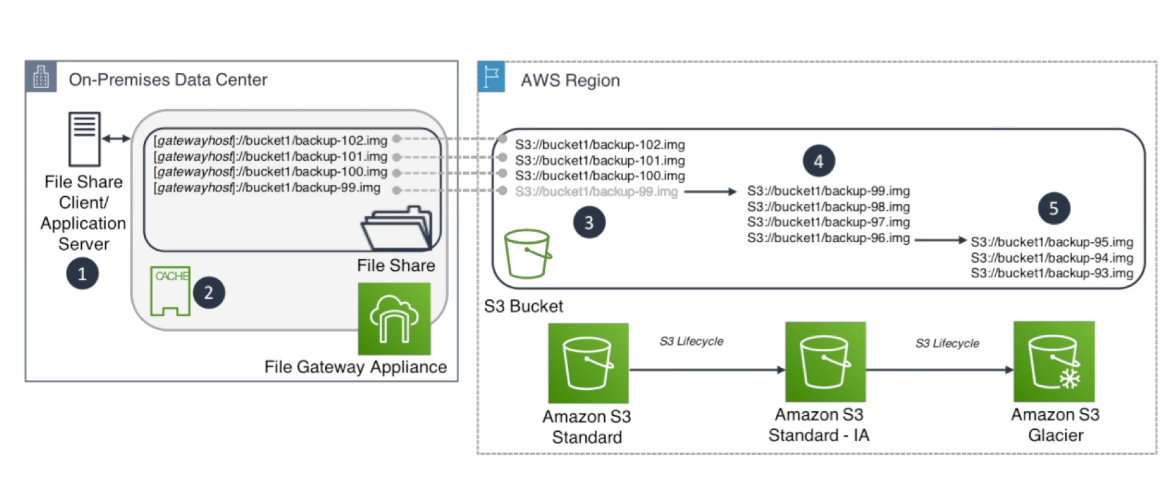 On-Premises Data Center
File Share
Client/
Application
Server
1
[gatewayhost]://bucket1/backup-102.img
[gatewayhost]://bucket1/backup-101.img
[gatewayhost]://bucket1/backup-100.img
[gatewayhost]://bucket1/backup-99.img
File Share
CACHE
2
File Gateway Appliance
AWS Region
S3://bucket1/backup-102.img
S3://bucket1/backup-101.img
S3://bucket1/backup-100.img
S3://bucket1/backup-99.img
3
4
S3://bucket1/backup-99.img
S3://bucket1/backup-98.img
S3://bucket1/backup-97.img
S3://bucket1/backup-96.img
5
S3://bucket1/backup-95.img
S3://bucket1/backup-94.img
S3://bucket1/backup-93.img
S3 Bucket
S3 Lifecycle
S3 Lifecycle
Amazon S3
Standard
Amazon S3
Standard - IA
Amazon S3
Glacier